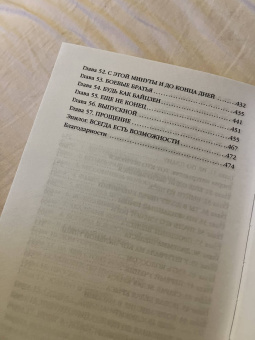 Глава 52. С ЭТОЙ МИНУТЫ И ДО КОНЦА ДНЕЙ ..... 432
Глава 53. БОЕВЫЕ БРАТЬЯ ..... 435
Глава 54. БУДЬ КАК БАЙЦЗЕН ..... 441
Глава 55. ЕЩЕ НЕ КОНЕЦ ..... 451
Глава 56. ВЫПУСКНОЙ ..... 455
Глава 57. ПРОЩЕНИЕ ..... 467
Эпилог. ВСЕГДА ЕСТЬ ВОЗМОЖНОСТИ ..... 472
Благодарности ..... 474